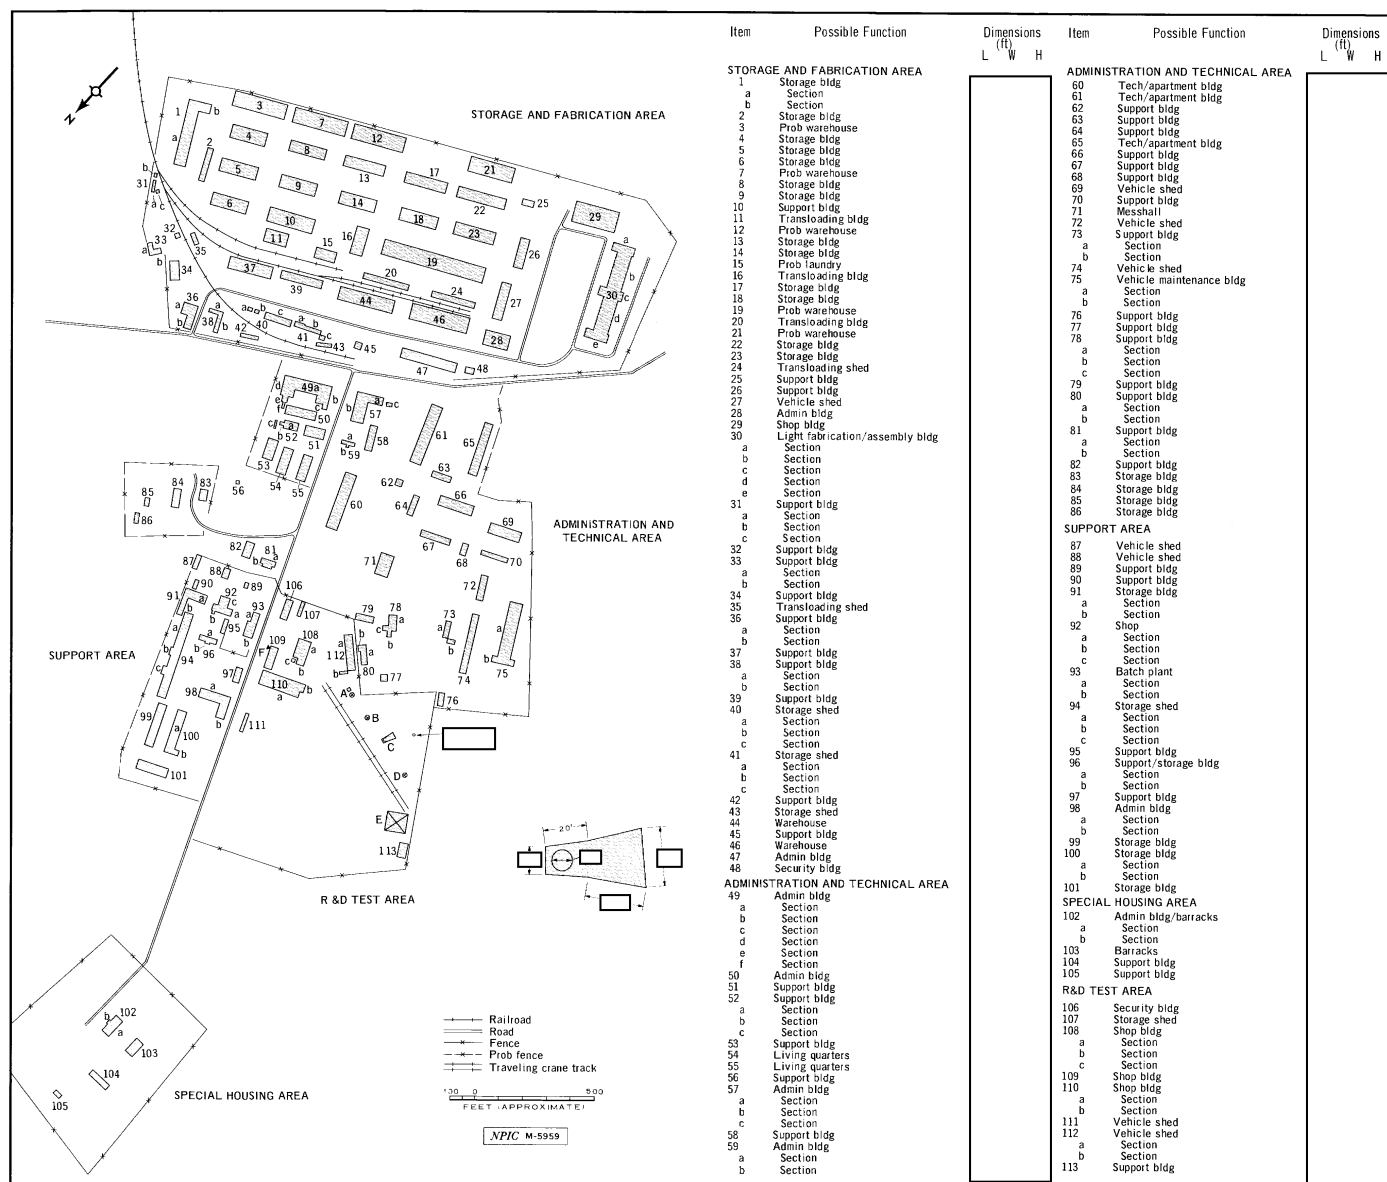 Item Possible Function Dimensions (ft) L W H
STORAGE AND FABRICATION AREA
1 Storage bldg
a Section
b Section
2 Storage bldg
3 Prob warehouse
4 Storage bldg
5 Storage bldg
6 Storage bldg
7 Prob warehouse
8 Storage bldg
9 Storage bldg
10 Support bldg
11 Transloading bldg
12 Prob warehouse
13 Storage bldg
14 Storage bldg
15 Prob laundry
16 Transloading bldg
17 Storage bldg
18 Storage bldg
19 Prob warehouse
20 Transloading bldg
21 Prob warehouse
22 Storage bldg
23 Storage bldg
24 Transloading shed
25 Support bldg
26 Support bldg
27 Vehicle shed
28 Admin bldg
29 Shop bldg
30 Light fabrication/assembly bldg
a Section
b Section
c Section
d Section
e Section
31 Support bldg
a Section
b Section
c Section
32 Support bldg
33 Support bldg
a Section
b Section
34 Support bldg
35 Transloading shed
36 Support bldg
a Section
b Section
37 Support bldg
38 Support bldg
a Section
b Section
39 Support bldg
40 Storage shed
a Section
b Section
c Section
41 Storage shed
a Section
b Section
c Section
42 Support bldg
43 Storage shed
44 Warehouse
45 Support bldg
46 Warehouse
47 Admin bldg
48 Security bldg
ADMINISTRATION AND TECHNICAL AREA
49 Admin bldg
a Section
b Section
c Section
d Section
e Section
f Section
50 Admin bldg
51 Support bldg
52 Support bldg
a Section
b Section
c Section
53 Support bldg
54 Living quarters
55 Living quarters
56 Support bldg
57 Admin bldg
a Section
b Section
c Section
58 Support bldg
59 Admin bldg
a Section
b Section
Item Possible Function Dimensions (ft) L W H
ADMINISTRATION AND TECHNICAL AREA
60 Tech/apartment bldg
61 Tech/apartment bldg
62 Support bldg
63 Support bldg
64 Support bldg
65 Tech/apartment bldg
66 Support bldg
67 Support bldg
68 Support bldg
69 Vehicle shed
70 Support bldg
71 Messhall
72 Vehicle shed
73 Support bldg
a Section
b Section
74 Vehicle shed
75 Vehicle maintenance bldg
a Section
b Section
76 Support bldg
77 Support bldg
78 Support bldg
a Section
b Section
c Section
79 Support bldg
80 Support bldg
a Section
b Section
81 Support bldg
a Section
b Section
82 Support bldg
83 Storage bldg
84 Storage bldg
85 Storage bldg
86 Storage bldg
SUPPORT AREA
87 Vehicle shed
88 Vehicle shed
89 Support bldg
90 Support bldg
91 Storage bldg
a Section
b Section
92 Shop
a Section
b Section
c Section
93 Batch plant
a Section
b Section
94 Storage shed
a Section
b Section
c Section
95 Support bldg
96 Support/storage bldg
a Section
b Section
97 Support bldg
98 Admin bldg
a Section
b Section
99 Storage bldg
100 Storage bldg
a Section
b Section
101 Storage bldg
SPECIAL HOUSING AREA
102 Admin bldg/barracks
a Section
b Section
103 Barracks
104 Support bldg
105 Support bldg
R&D TEST AREA
106 Security bldg
107 Storage shed
108 Shop bldg
a Section
b Section
c Section
109 Shop bldg
110 Shop bldg
a Section
b Section
111 Vehicle shed
112 Vehicle shed
a Section
b Section
113 Support bldg
N
STORAGE AND FABRICATION AREA
ADMINISTRATION AND
TECHNICAL AREA
SUPPORT AREA
R &D TEST AREA
SPECIAL HOUSING AREA
A
B
C
D
E
F
20'
Railroad
Road
Fence
Prob fence
Traveling crane track
100 0 500
FEET (APPROXIMATE)
NPIC M-5959